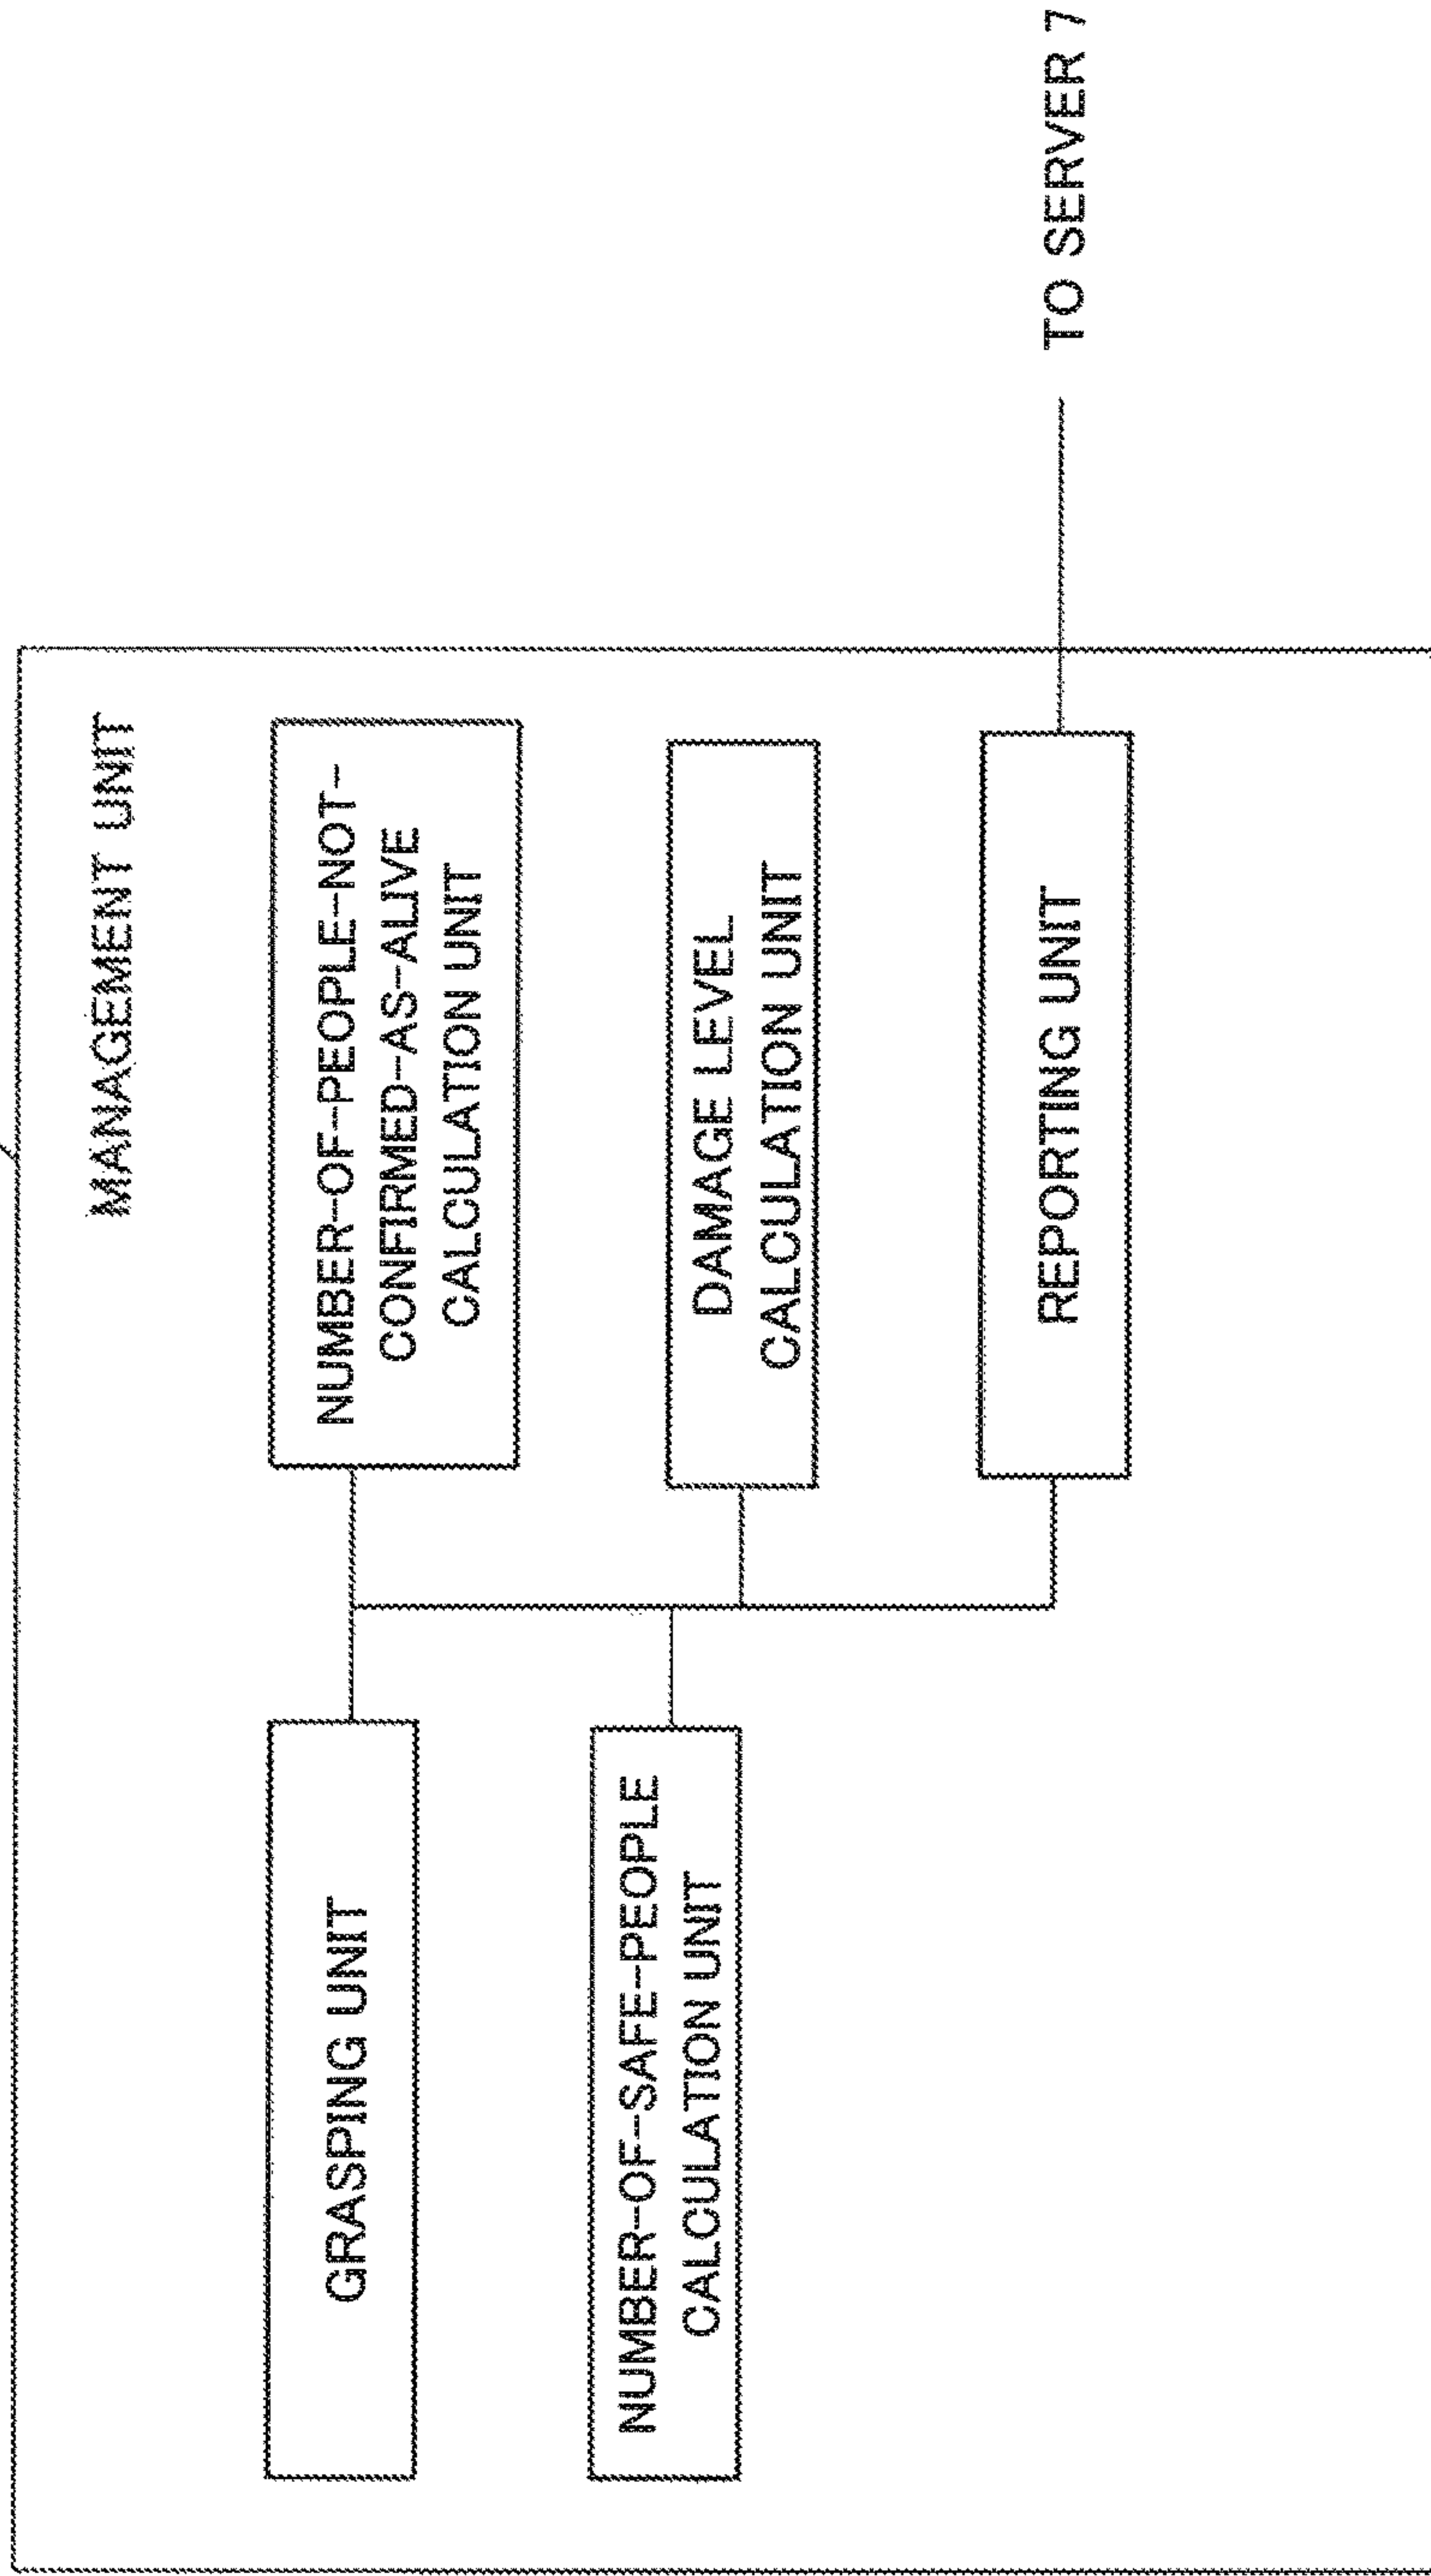 MANAGEMENT UNIT
GRASPING UNIT
NUMBER-OF-SAFE-PEOPLE
CALCULATION UNIT
NUMBER-OF-PEOPLE-NOT-
CONFIRMED-AS-ALIVE
CALCULATION UNIT
DAMAGE LEVEL
CALCULATION UNIT
REPORTING UNIT
TO SERVER 7